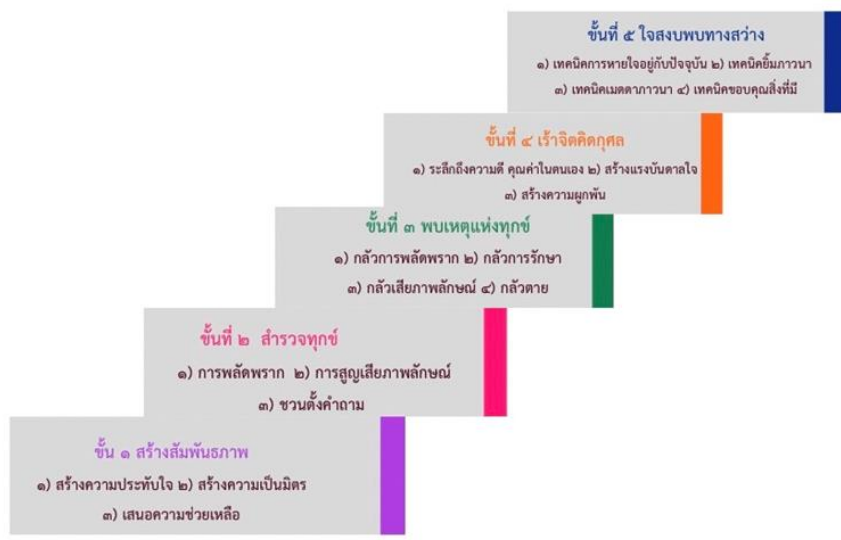 ขั้นที่ ๕ ใจสงบพบทางสว่าง
๑) เทคนิคการหายใจอยู่กับปัจจุบัน ๒) เทคนิคยิ้มภาวนา
๓) เทคนิคเมตตาภาวนา ๔) เทคนิคขอบคุณสิ่งที่มี
ขั้นที่ ๔ เร้าจิตคิดกุศล
๑) ระลึกถึงความดี คุณค่าในตนเอง ๒) สร้างแรงบันดาลใจ
๓) สร้างความผูกพัน
ขั้นที่ ๓ พบเหตุแห่งทุกข์
๑) กลัวการพลัดพราก ๒) กลัวการรักษา
๓) กลัวเสียภาพลักษณ์ ๔) กลัวตาย
ขั้นที่ ๒ สำรวจทุกข์
๑) การพลัดพราก ๒) การสูญเสียภาพลักษณ์
๓) ชวนตั้งคำถาม
ขั้น ๑ สร้างสัมพันธภาพ
๑) สร้างความประทับใจ ๒) สร้างความเป็นมิตร
๓) เสนอความช่วยเหลือ